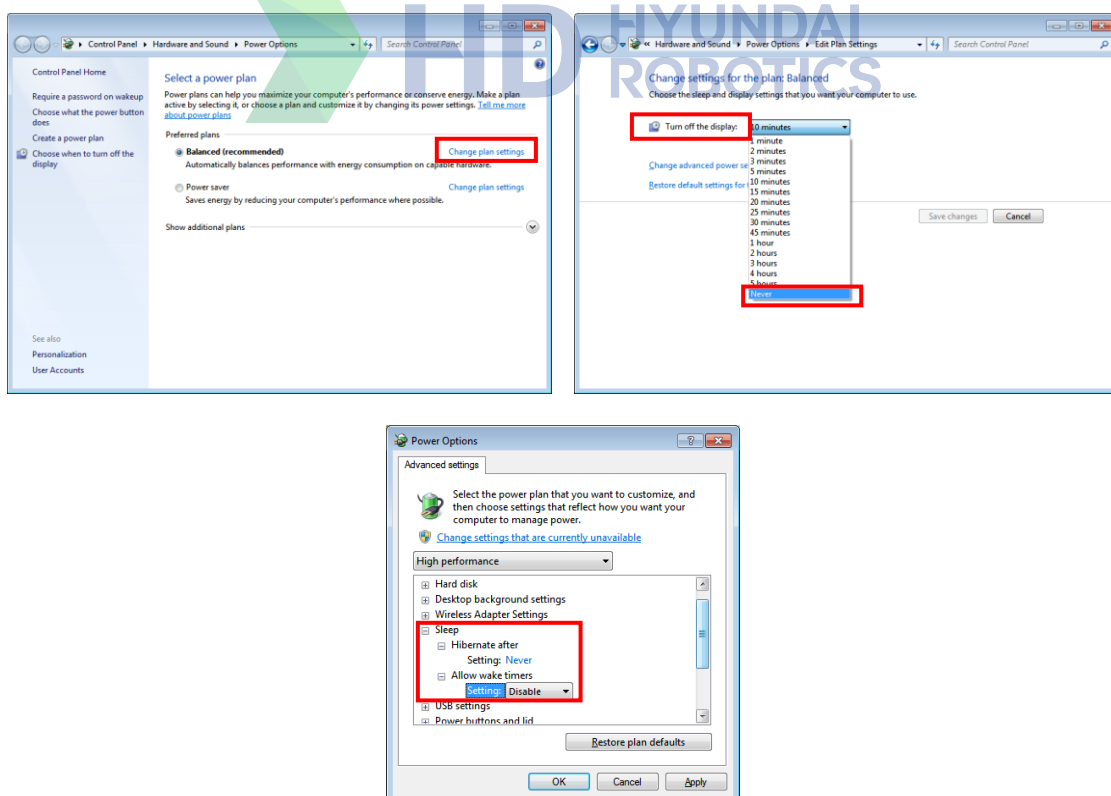 HYUNDAI
ROBOTICS
Control Panel Hardware and Sound Power Options
Search Control Panel
Control Panel Home
Require a password on wakeup
Choose what the power button
does
Create a power plan
Choose when to turn off the
display
See also
Personalization
User Accounts
Select a power plan
Power plans can help you maximize your computer's performance or conserve energy. Make a plan
active by selecting it, or choose a plan and customize it by changing its power settings. Tell me more
about power plans
Preferred plans
Balanced (recommended) Change plan settings
Automatically balances performance with energy consumption on capable hardware.
Power saver Change plan settings
Saves energy by reducing your computer's performance where possible.
Show additional plans
« Hardware and Sound Power Options Edit Plan Settings
Search Control Panel
Change settings for the plan: Balanced
Choose the sleep and display settings that you want your computer to use.
Turn off the display: 10 minutes
1 minute
2 minutes
3 minutes
5 minutes
10 minutes
15 minutes
20 minutes
25 minutes
30 minutes
45 minutes
1 hour
2 hours
3 hours
4 hours
5 hours
Never
Change advanced power se
Restore default settings for
Save changes Cancel
Power Options
Advanced settings
Select the power plan that you want to customize, and
then choose settings that reflect how you want your
computer to manage power.
Change settings that are currently unavailable
High performance
Hard disk
Desktop background settings
Wireless Adapter Settings
Sleep
Hibernate after
Setting: Never
Allow wake timers
Setting: Disable
USB settings
Power buttons and lid
Restore plan defaults
OK Cancel Apply